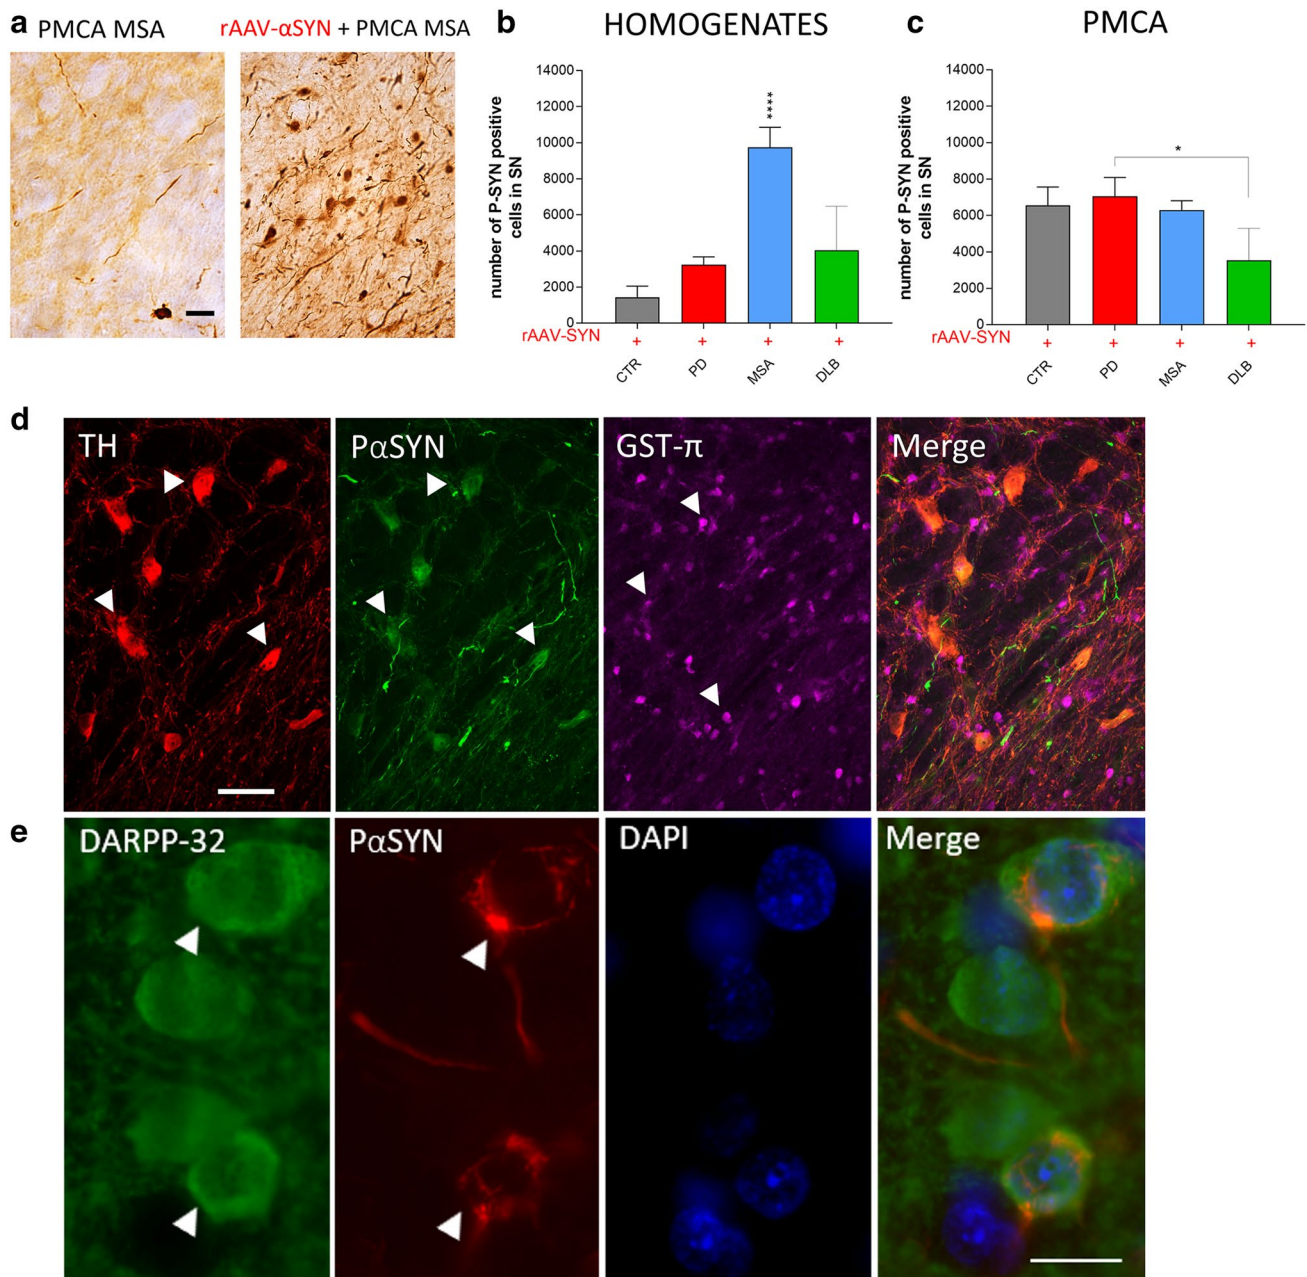 a PMCA MSA rAAV-αSYN + PMCA MSA
b HOMOGENATES
number of P-SYN positive
cells in SN
14000
12000
10000
8000
6000
4000
2000
0
****
rAAV-SYN + + + +
CTR PD MSA DLB
c PMCA
number of P-SYN positive
cells in SN
14000
12000
10000
8000
6000
4000
2000
0
*
rAAV-SYN + + + +
CTR PD MSA DLB
d TH PαSYN GST-π Merge
e DARPP-32 PαSYN DAPI Merge